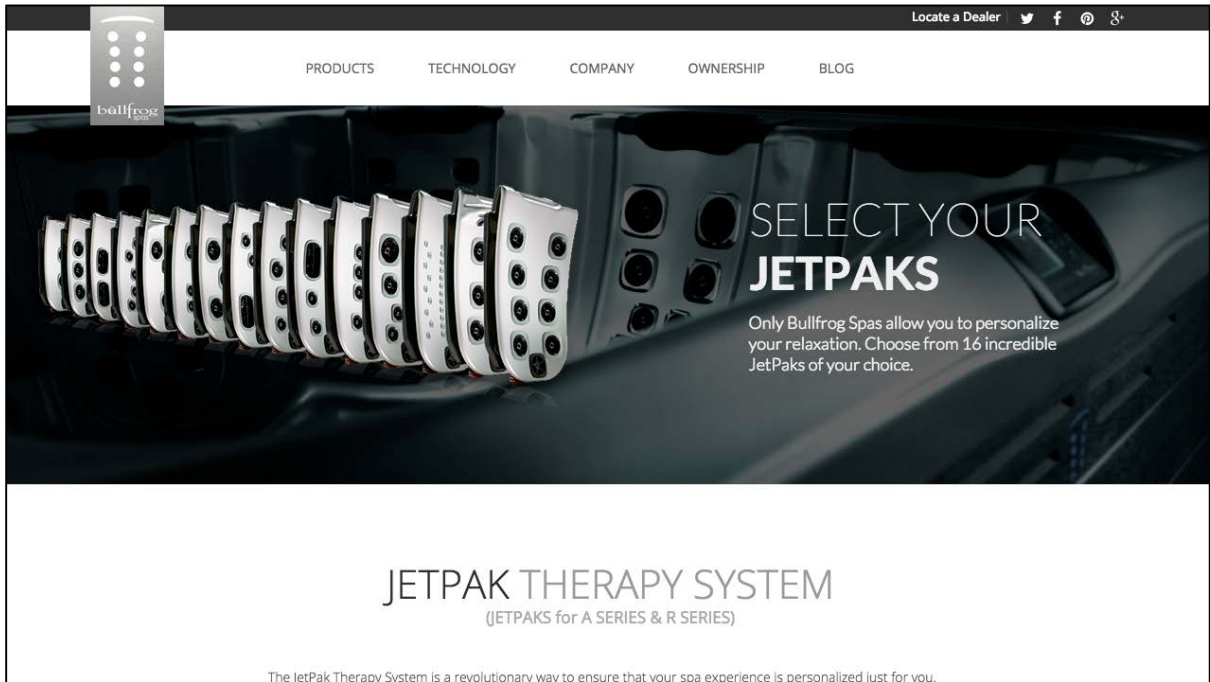 Locate a Dealer
büllfrog
spas
PRODUCTS TECHNOLOGY COMPANY OWNERSHIP BLOG
SELECT YOUR
JETPAKS
Only Bullfrog Spas allow you to personalize
your relaxation. Choose from 16 incredible
JetPaks of your choice.
JETPAK THERAPY SYSTEM
(JETPAKS for A SERIES & R SERIES)
The JetPak Therapy System is a revolutionary way to ensure that your spa experience is personalized just for you.